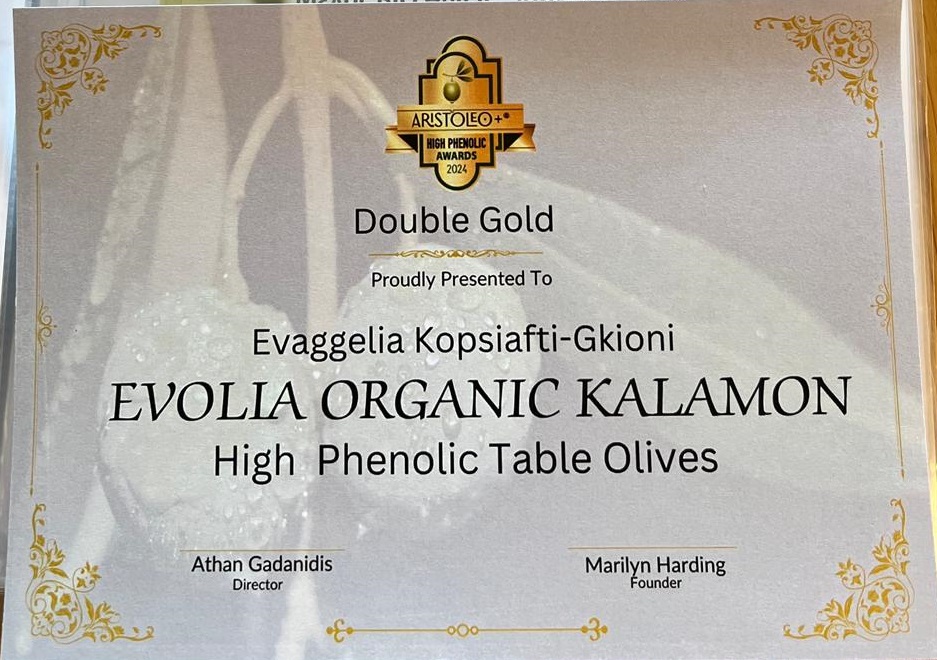 ARISTOLEO+
HIGH PHENOLIC
AWARDS
2024
Double Gold
Proudly Presented To
Evaggelia Kopsiafti-Gkioni
EVOLIA ORGANIC KALAMON
High Phenolic Table Olives
Athan Gadanidis
Director
Marilyn Harding
Founder